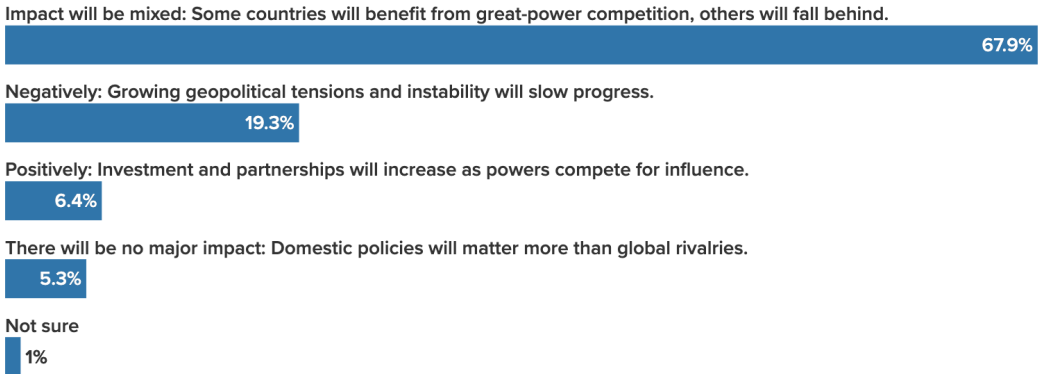 Impact will be mixed: Some countries will benefit from great-power competition, others will fall behind.
67.9%
Negatively: Growing geopolitical tensions and instability will slow progress.
19.3%
Positively: Investment and partnerships will increase as powers compete for influence.
6.4%
There will be no major impact: Domestic policies will matter more than global rivalries.
5.3%
Not sure
1%